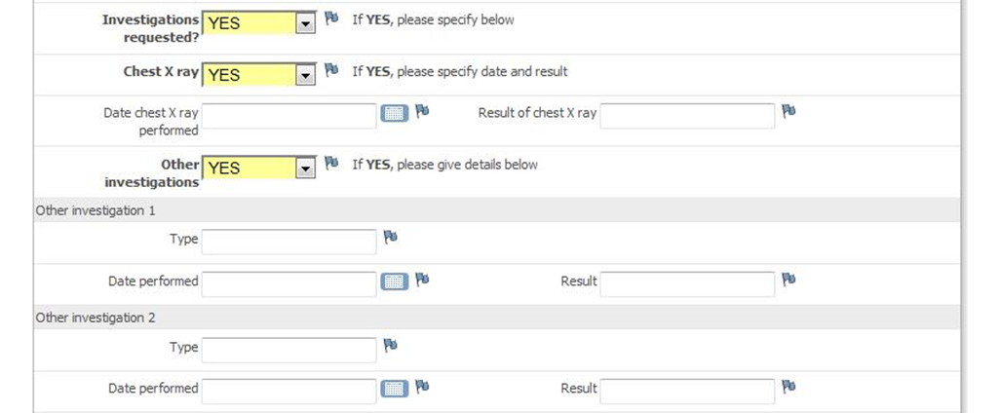 Investigations requested? YES If YES, please specify below
Chest X ray YES If YES, please specify date and result
Date chest X ray performed Result of chest X ray
Other investigations YES If YES, please give details below
Other investigation 1
Type
Date performed Result
Other investigation 2
Type
Date performed Result